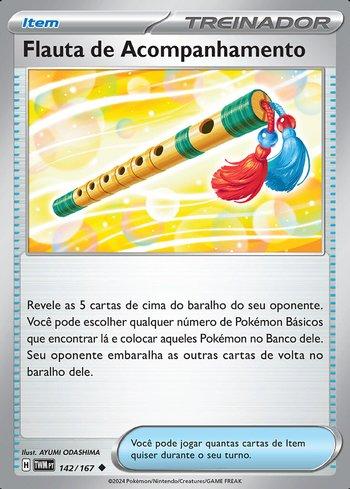 Item
TREINADOR
Flauta de Acompanhamento
Revele as 5 cartas de cima do baralho do seu oponente.
Você pode escolher qualquer número de Pokémon Básicos
que encontrar lá e colocar aqueles Pokémon no Banco dele.
Seu oponente embaralha as outras cartas de volta no
baralho dele.
Ilust. AYUMI ODASHIMA
H TWM PT 142/167 ◆
Você pode jogar quantas cartas de Item
quiser durante o seu turno.
©2024 Pokémon/Nintendo/Creatures/GAME FREAK